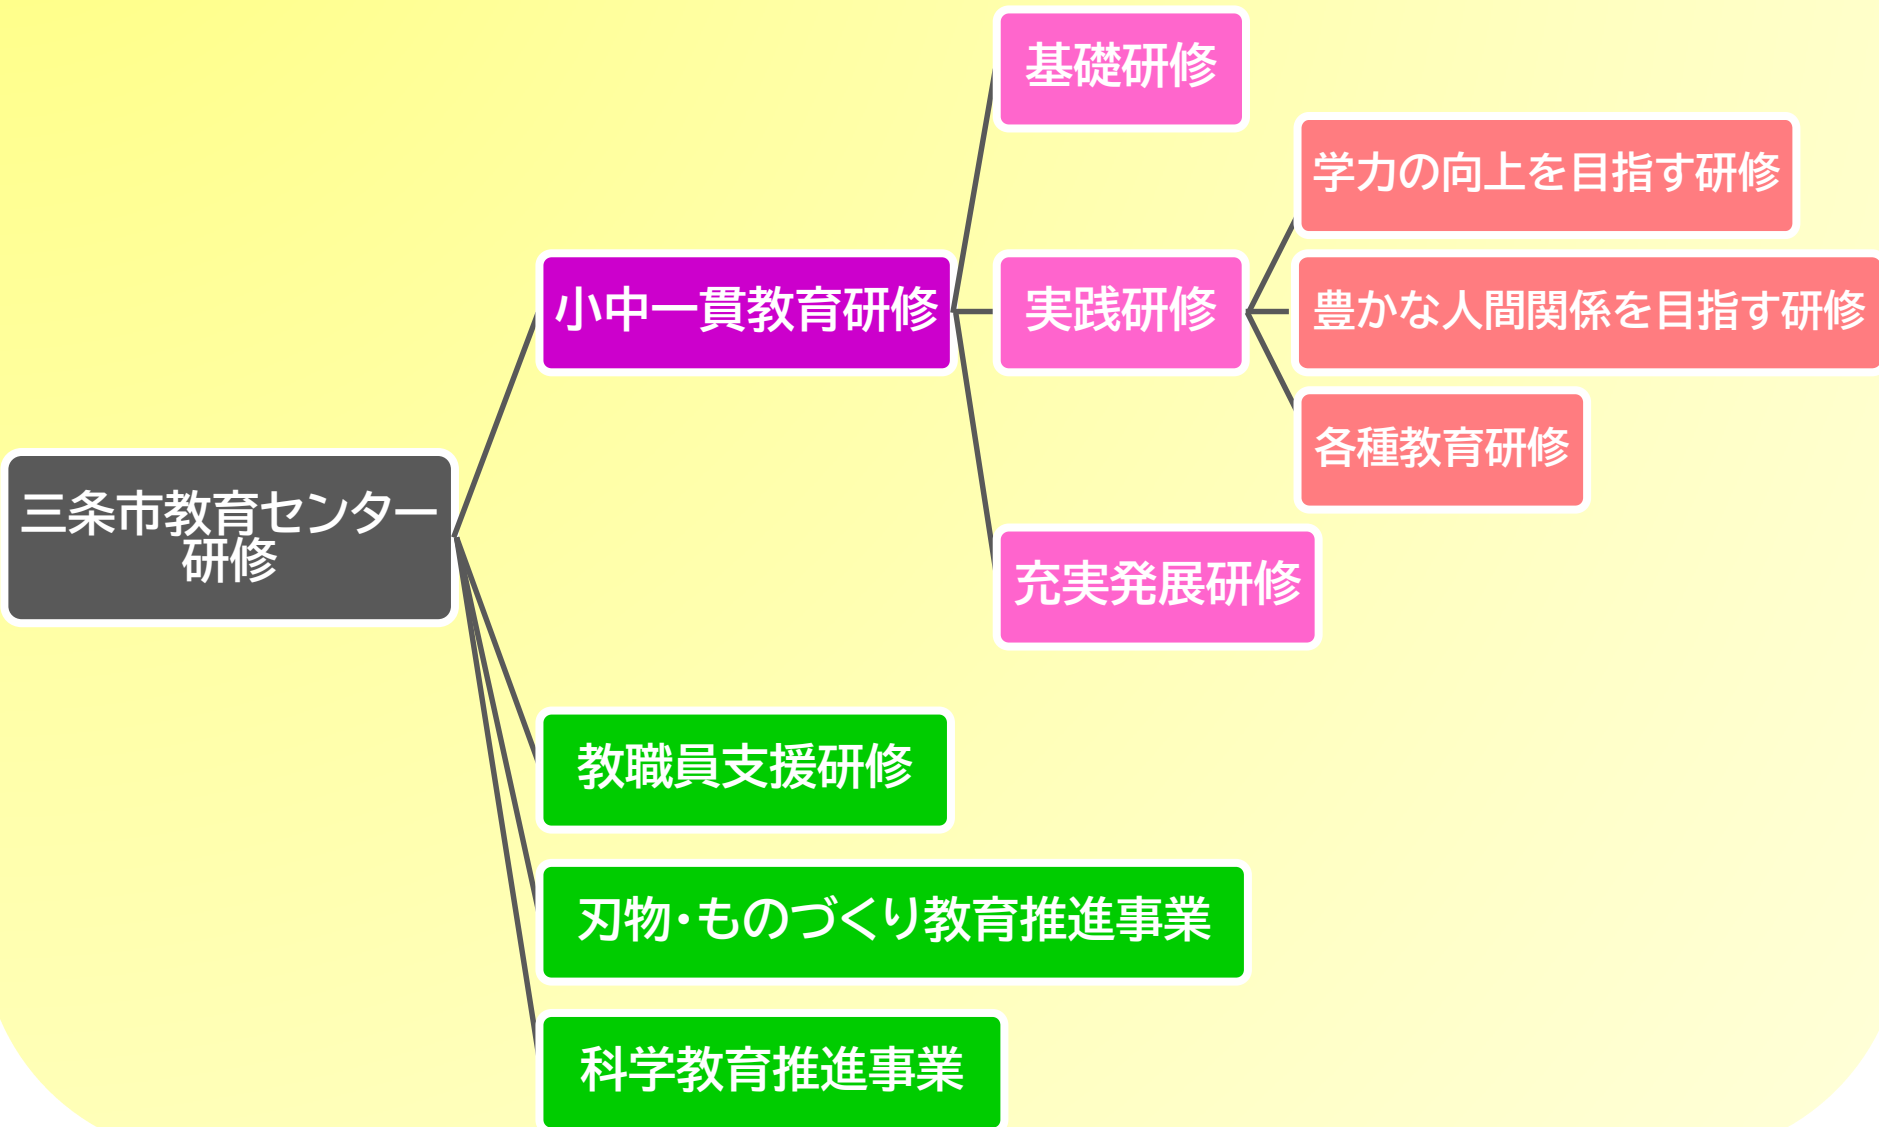 基礎研修
学力の向上を目指す研修
小中一貫教育研修
実践研修
豊かな人間関係を目指す研修
各種教育研修
三条市教育センター
研修
充実発展研修
教職員支援研修
刃物・ものづくり教育推進事業
科学教育推進事業